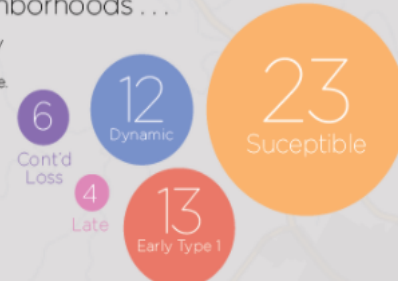 nborhoods . . .
y
e.
6
Cont'd
Loss
12
Dynamic
23
Suceptible
4
Late
13
Early Type 1